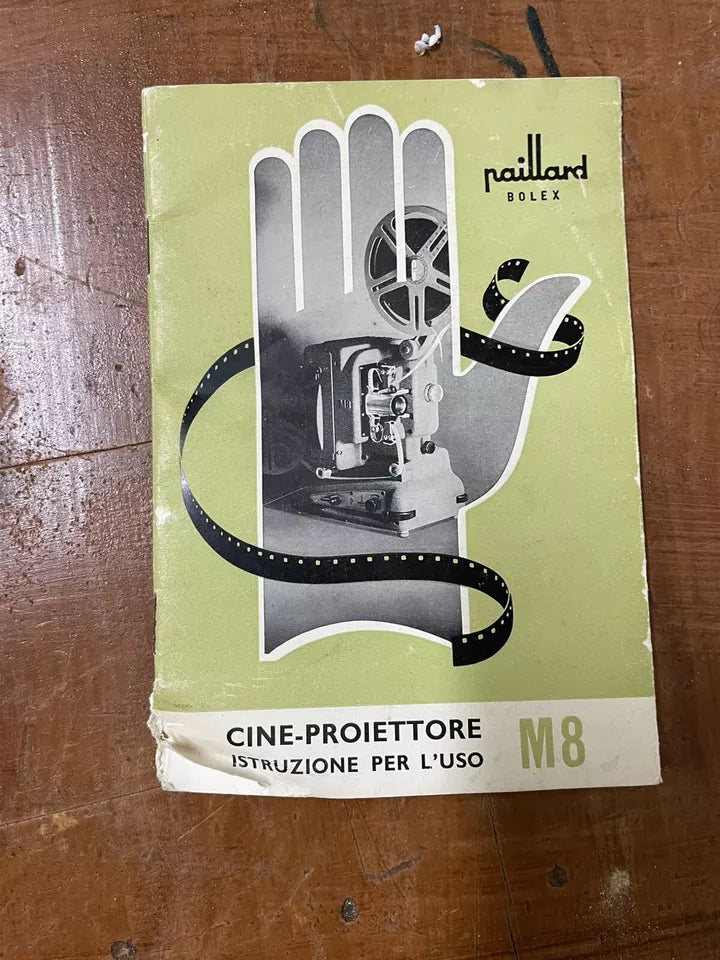 paillard
BOLEX
CINE-PROIETTORE M8
ISTRUZIONE PER L'USO